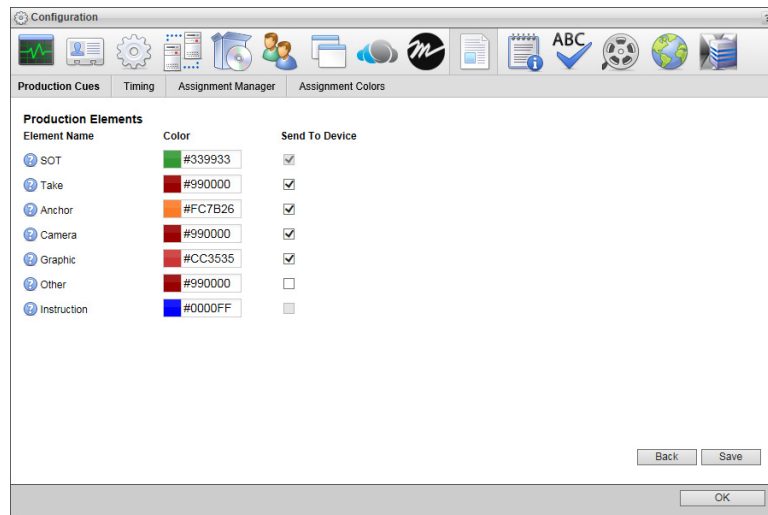 Configuration
?
m
ABC
Production Cues Timing Assignment Manager Assignment Colors
Production Elements
Element Name Color Send To Device
? SOT #339933
? Take #990000
? Anchor #FC7B26
? Camera #990000
? Graphic #CC3535
? Other #990000
? Instruction #0000FF
Back Save
OK